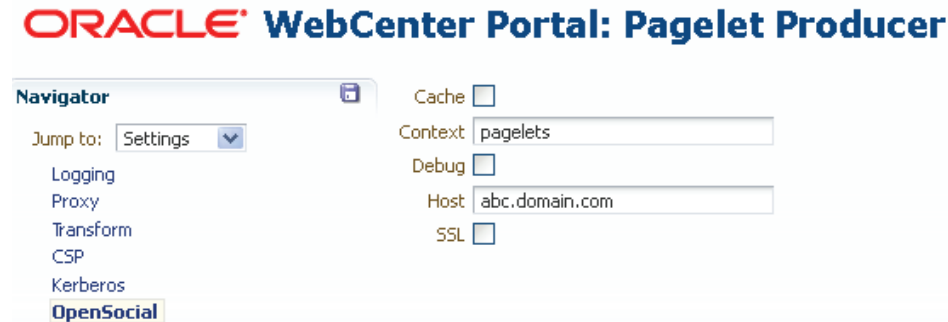 ORACLE WebCenter Portal: Pagelet Producer
Navigator
Jump to: Settings
Logging
Proxy
Transform
CSP
Kerberos
OpenSocial
Cache
Context pagelets
Debug
Host abc.domain.com
SSL